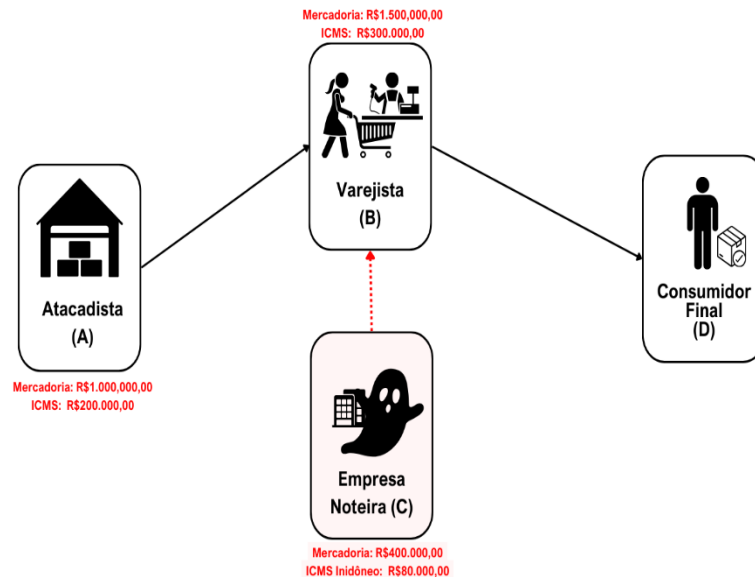 Mercadoria: R$1.500,000,00
ICMS: R$300.000,00
Varejista
(B)
Atacadista
(A)
Mercadoria: R$1.000,000,00
ICMS: R$200.000,00
Consumidor
Final
(D)
Empresa
Noteira (C)
Mercadoria: R$400.000,00
ICMS Inidôneo: R$80.000,00